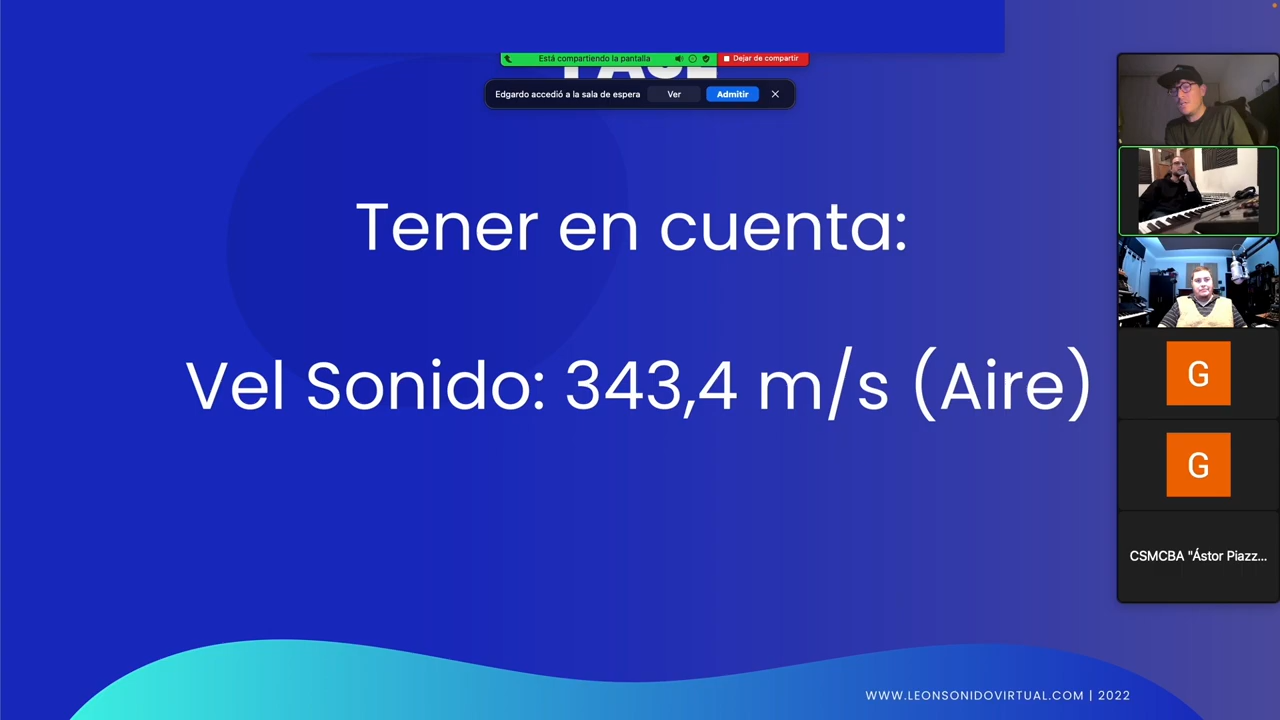 Está compartiendo la pantalla
Dejar de compartir
FASE
Edgardo accedió a la sala de espera
Ver
Admitir
Tener en cuenta:
Vel Sonido: 343,4 m/s (Aire)
G
G
CSMCBA "Ástor Piazz...
WWW.LEONSONIDOVIRTUAL.COM | 2022